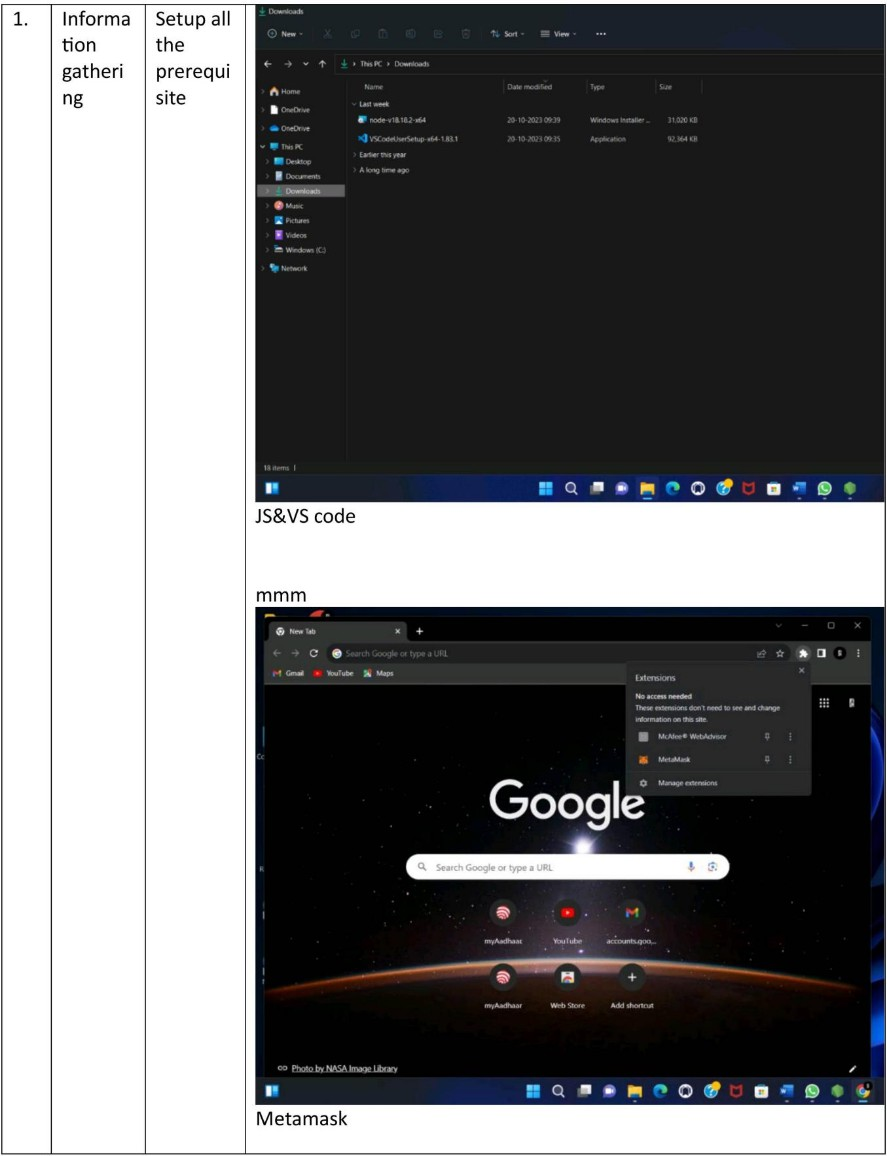 1.
Informa
tion
gatheri
ng
Setup all
the
prerequi
site
Downloads
New
Sort
View
This PC > Downloads
Name Date modified Type Size
Home
OneDrive
OneDrive
This PC
Desktop
Documents
Downloads
Music
Pictures
Videos
Windows (C:)
Network
Last week
node-v18.18.2-x64 20-10-2023 09:39 Windows Installer ... 31,020 KB
VSCodeUserSetup-x64-1.83.1 20-10-2023 09:35 Application 92,364 KB
Earlier this year
A long time ago
18 items
JS&VS code
mmm
New Tab
Search Google or type a URL
Gmail YouTube Maps
Extensions
No access needed
These extensions don't need to see and change
information on this site.
McAfee® WebAdvisor
MetaMask
Manage extensions
Google
Search Google or type a URL
myAadhaar YouTube accounts.goo...
myAadhaar Web Store Add shortcut
Photo by NASA Image Library
Metamask